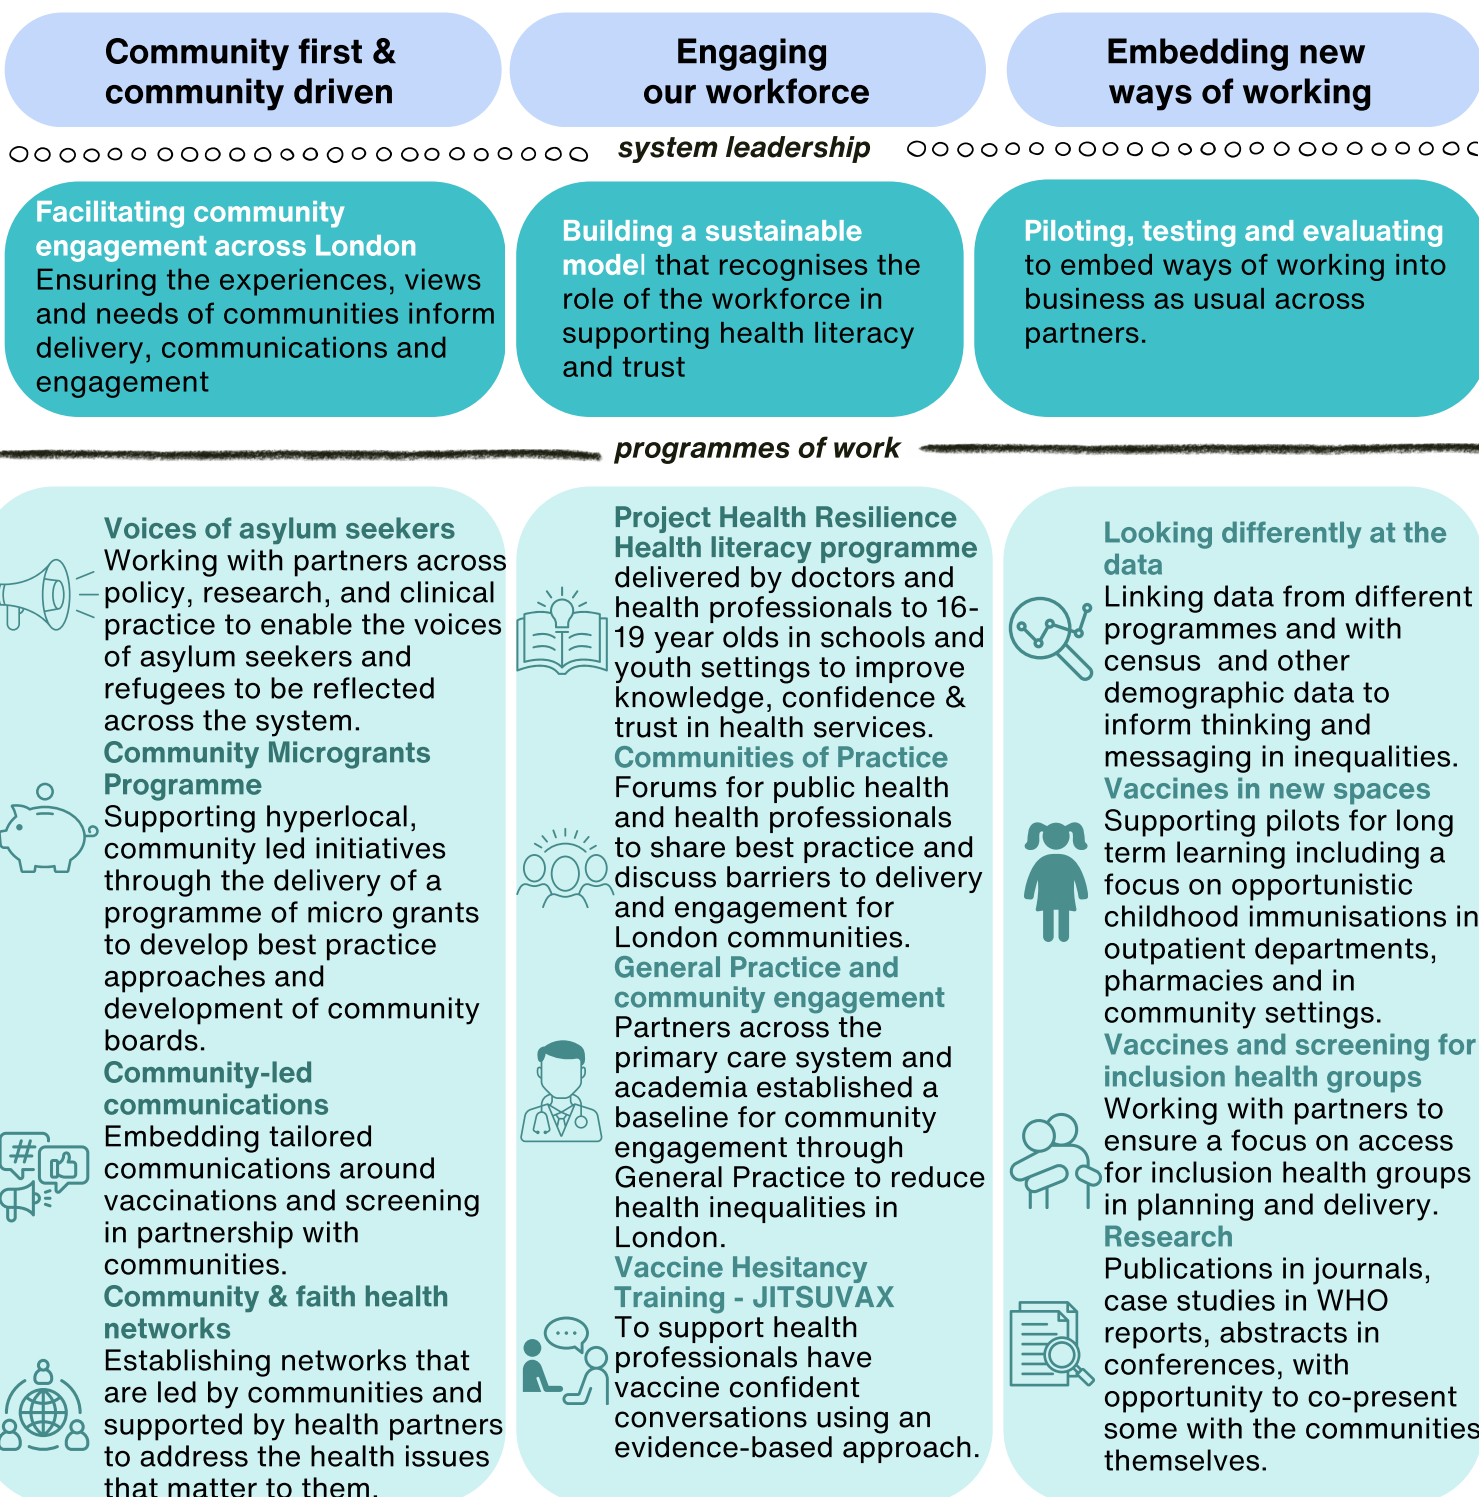 Community first &
community driven
Engaging
our workforce
Embedding new
ways of working
system leadership
Facilitating community
engagement across London
Ensuring the experiences, views
and needs of communities inform
delivery, communications and
engagement
Building a sustainable
model that recognises the
role of the workforce in
supporting health literacy
and trust
Piloting, testing and evaluating
to embed ways of working into
business as usual across
partners.
programmes of work
Voices of asylum seekers
Working with partners across
policy, research, and clinical
practice to enable the voices
of asylum seekers and
refugees to be reflected
across the system.
Community Microgrants
Programme
Supporting hyperlocal,
community led initiatives
through the delivery of a
programme of micro grants
to develop best practice
approaches and
development of community
boards.
Community-led
communications
Embedding tailored
communications around
vaccinations and screening
in partnership with
communities.
Community & faith health
networks
Establishing networks that
are led by communities and
supported by health partners
to address the health issues
that matter to them.
#
Project Health Resilience
Health literacy programme
delivered by doctors and
health professionals to 16-
19 year olds in schools and
youth settings to improve
knowledge, confidence &
trust in health services.
Communities of Practice
Forums for public health
and health professionals
to share best practice and
discuss barriers to delivery
and engagement for
London communities.
General Practice and
community engagement
Partners across the
primary care system and
academia established a
baseline for community
engagement through
General Practice to reduce
health inequalities in
London.
Vaccine Hesitancy
Training - JITSUVAX
To support health
professionals have
vaccine confident
conversations using an
evidence-based approach.
Looking differently at the
data
Linking data from different
programmes and with
census  and other
demographic data to
inform thinking and
messaging in inequalities.
Vaccines in new spaces
Supporting pilots for long
term learning including a
focus on opportunistic
childhood immunisations in
outpatient departments,
pharmacies and in
community settings.
Vaccines and screening for
inclusion health groups
Working with partners to
ensure a focus on access
for inclusion health groups
in planning and delivery.
Research
Publications in journals,
case studies in WHO
reports, abstracts in
conferences, with
opportunity to co-present
some with the communities
themselves.